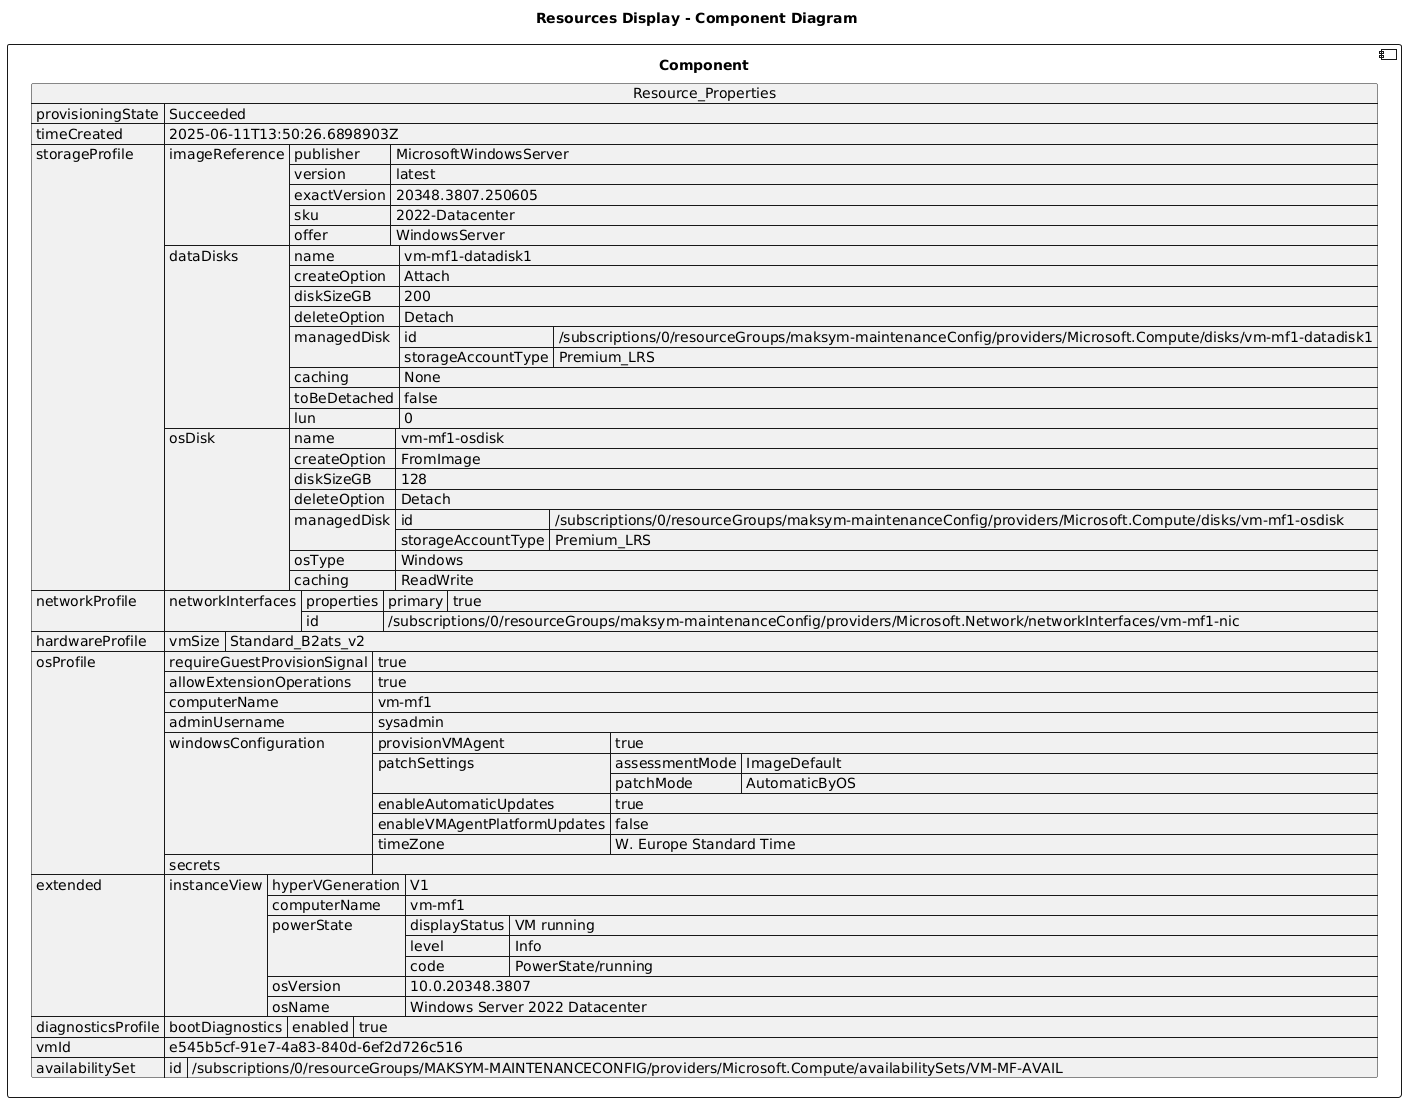 Resources Display - Component Diagram
Component
Resource_Properties
provisioningState Succeeded
timeCreated 2025-06-11T13:50:26.6898903Z
storageProfile imageReference publisher MicrosoftWindowsServer
version latest
exactVersion 20348.3807.250605
sku 2022-Datacenter
offer WindowsServer
dataDisks name vm-mf1-datadisk1
createOption Attach
diskSizeGB 200
deleteOption Detach
managedDisk id /subscriptions/0/resourceGroups/maksym-maintenanceConfig/providers/Microsoft.Compute/disks/vm-mf1-datadisk1
storageAccountType Premium_LRS
caching None
toBeDetached false
lun 0
osDisk name vm-mf1-osdisk
createOption FromImage
diskSizeGB 128
deleteOption Detach
managedDisk id /subscriptions/0/resourceGroups/maksym-maintenanceConfig/providers/Microsoft.Compute/disks/vm-mf1-osdisk
storageAccountType Premium_LRS
osType Windows
caching ReadWrite
networkProfile networkInterfaces properties primary true
id /subscriptions/0/resourceGroups/maksym-maintenanceConfig/providers/Microsoft.Network/networkInterfaces/vm-mf1-nic
hardwareProfile vmSize Standard_B2ats_v2
osProfile requireGuestProvisionSignal true
allowExtensionOperations true
computerName vm-mf1
adminUsername sysadmin
windowsConfiguration provisionVMAgent true
patchSettings assessmentMode ImageDefault
patchMode AutomaticByOS
enableAutomaticUpdates true
enableVMAgentPlatformUpdates false
timeZone W. Europe Standard Time
secrets
extended instanceView hyperVGeneration V1
computerName vm-mf1
powerState displayStatus VM running
level Info
code PowerState/running
osVersion 10.0.20348.3807
osName Windows Server 2022 Datacenter
diagnosticsProfile bootDiagnostics enabled true
vmId e545b5cf-91e7-4a83-840d-6ef2d726c516
availabilitySet id /subscriptions/0/resourceGroups/MAKSYM-MAINTENANCECONFIG/providers/Microsoft.Compute/availabilitySets/VM-MF-AVAIL